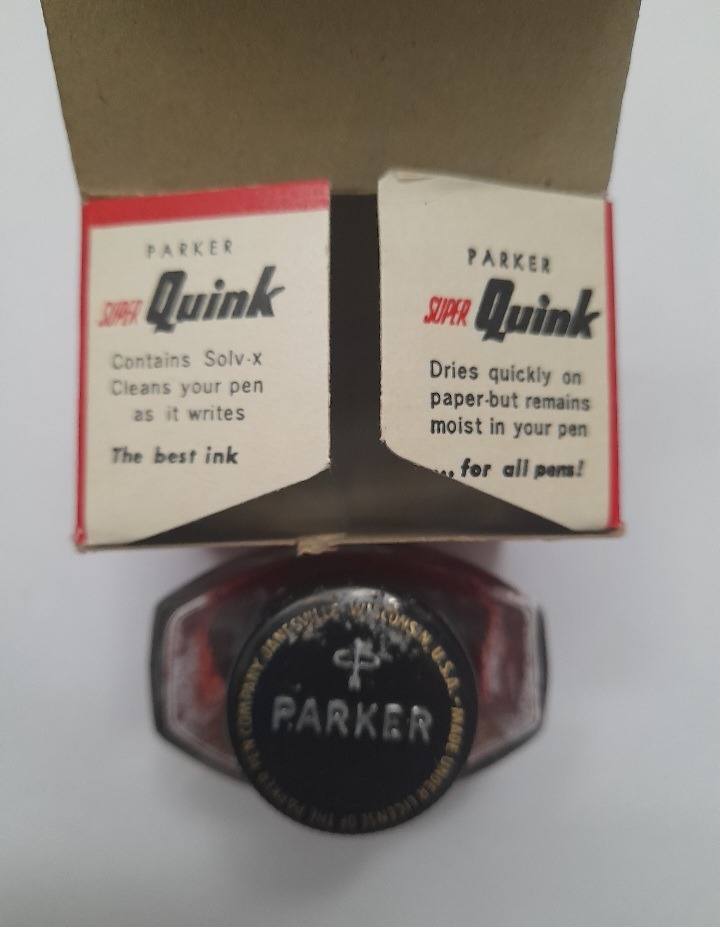 PARKER
SUPER Quink
Contains Solv-x
Cleans your pen
as it writes
The best ink
PARKER
SUPER Quink
Dries quickly on
paper-but remains
moist in your pen
... for all pens!
PARKER
MADE UNDER LICENSE OF THE PARKER PEN COMPANY, JANESVILLE, WISCONSIN, U.S.A. -